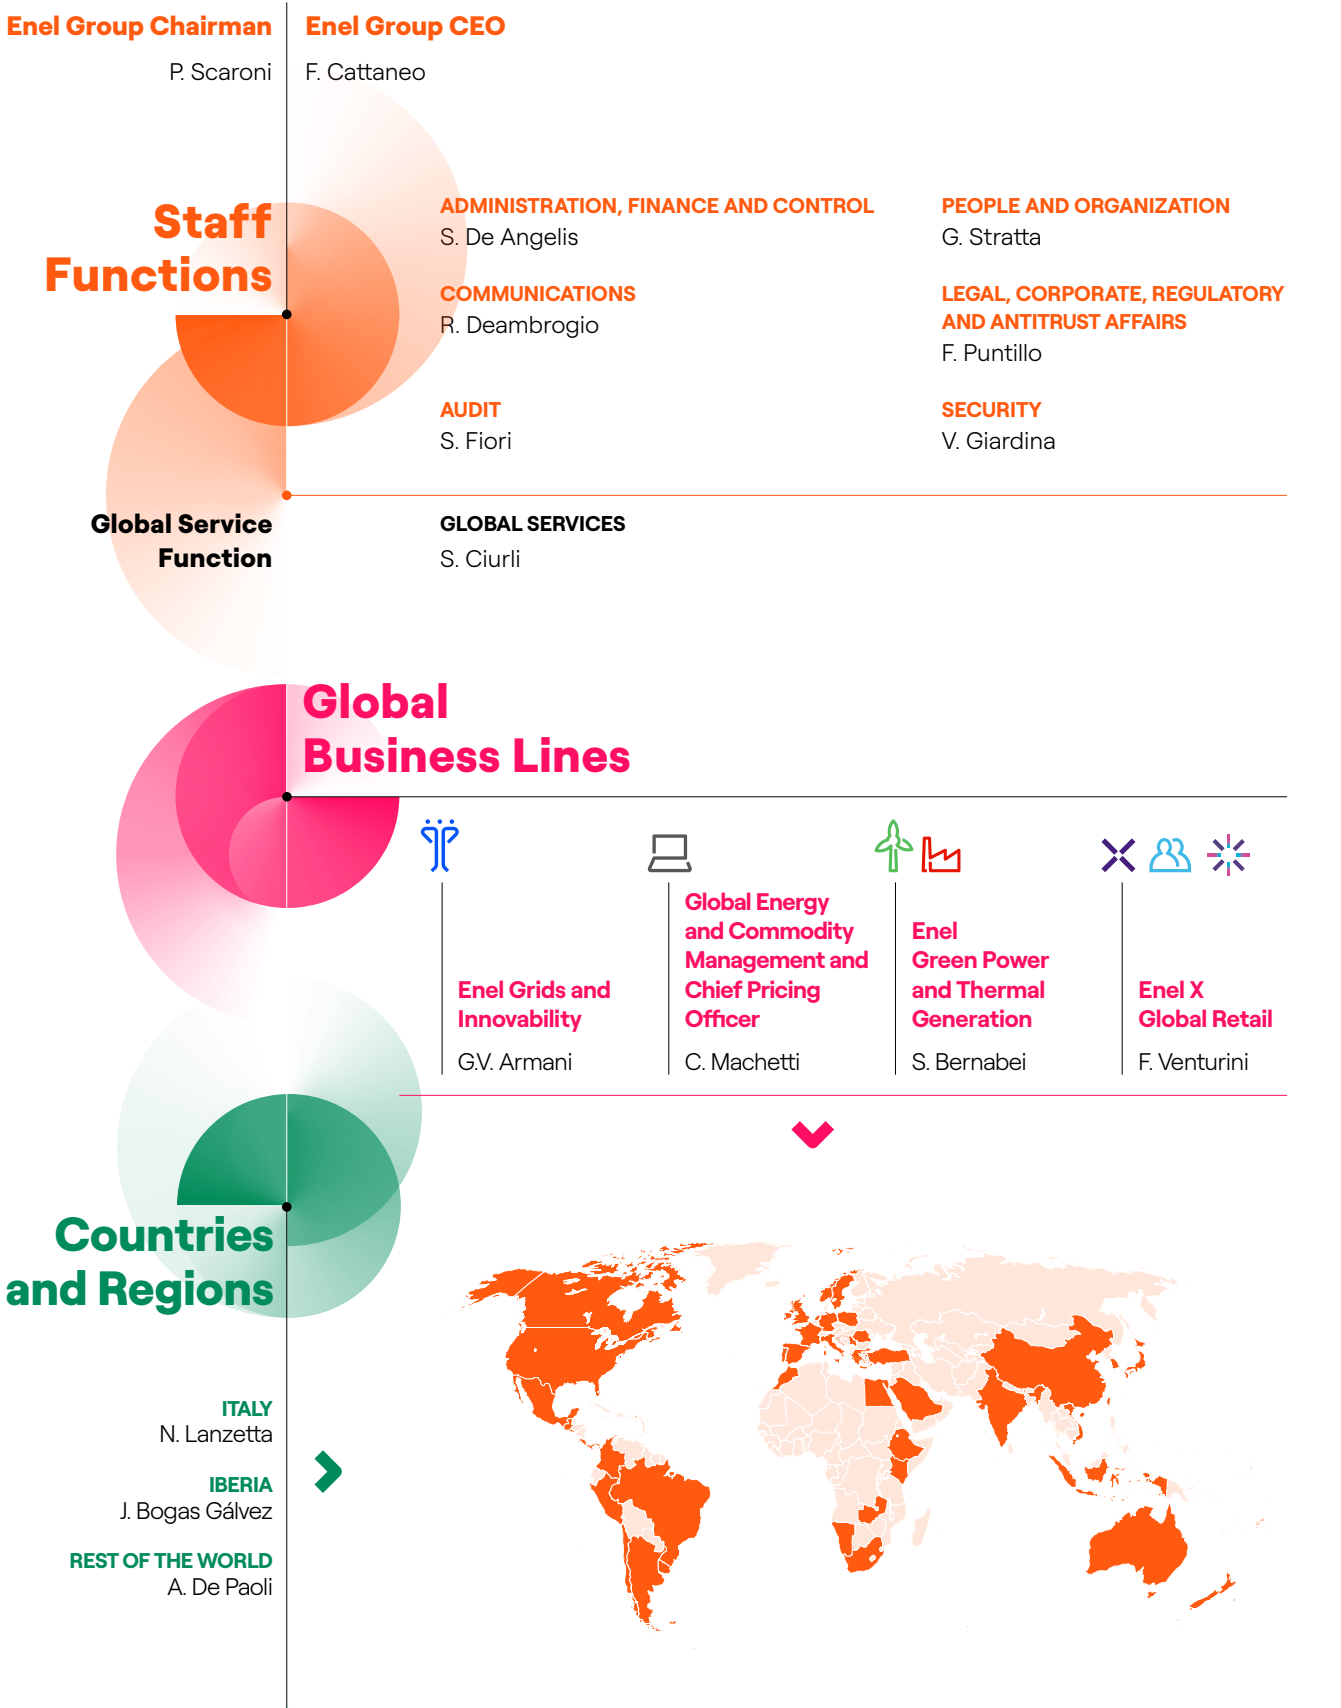 Enel Group Chairman
P. Scaroni
Enel Group CEO
F. Cattaneo
Staff
Functions
ADMINISTRATION, FINANCE AND CONTROL
S. De Angelis
PEOPLE AND ORGANIZATION
G. Stratta
COMMUNICATIONS
R. Deambrogio
LEGAL, CORPORATE, REGULATORY
AND ANTITRUST AFFAIRS
F. Puntillo
AUDIT
S. Fiori
SECURITY
V. Giardina
Global Service
Function
GLOBAL SERVICES
S. Ciurli
Global
Business Lines
Enel Grids and
Innovability
G.V. Armani
Global Energy
and Commodity
Management and
Chief Pricing
Officer
C. Machetti
Enel
Green Power
and Thermal
Generation
S. Bernabei
Enel X
Global Retail
F. Venturini
Countries
and Regions
ITALY
N. Lanzetta
IBERIA
J. Bogas Gálvez
REST OF THE WORLD
A. De Paoli